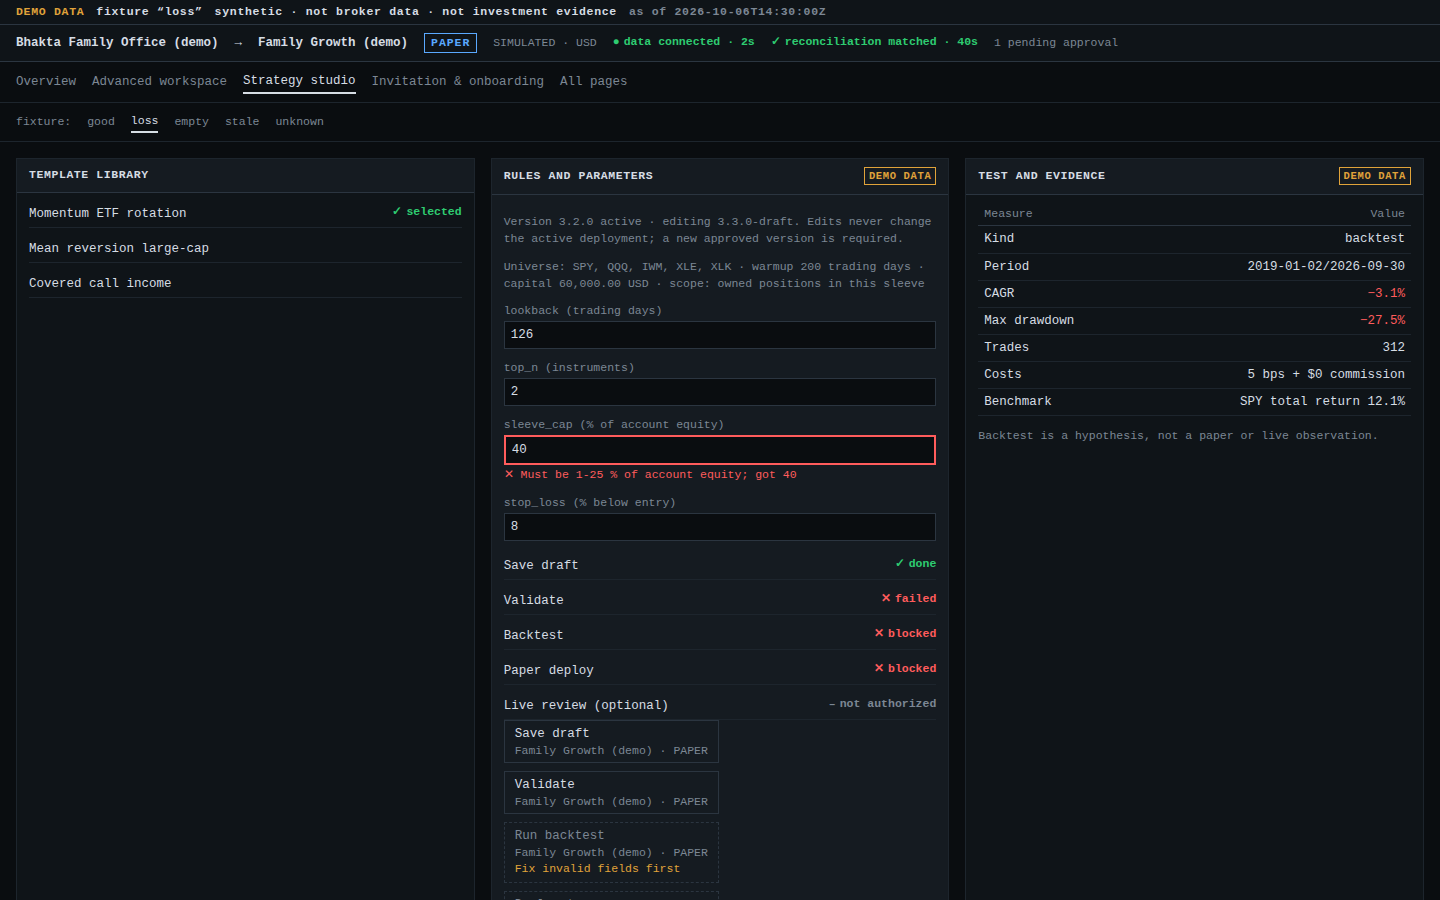 DEMO DATA fixture “loss” synthetic · not broker data · not investment evidence as of 2026-10-06T14:30:00Z
Bhakta Family Office (demo) → Family Growth (demo) PAPER SIMULATED · USD ● data connected · 2s ✓ reconciliation matched · 40s 1 pending approval
Overview Advanced workspace Strategy studio Invitation & onboarding All pages
fixture: good loss empty stale unknown
TEMPLATE LIBRARY
Momentum ETF rotation ✓ selected
Mean reversion large-cap
Covered call income
RULES AND PARAMETERS DEMO DATA
Version 3.2.0 active · editing 3.3.0-draft. Edits never change
the active deployment; a new approved version is required.
Universe: SPY, QQQ, IWM, XLE, XLK · warmup 200 trading days ·
capital 60,000.00 USD · scope: owned positions in this sleeve
lookback (trading days)
126
top_n (instruments)
2
sleeve_cap (% of account equity)
40
✕ Must be 1-25 % of account equity; got 40
stop_loss (% below entry)
8
Save draft ✓ done
Validate ✕ failed
Backtest ✕ blocked
Paper deploy ✕ blocked
Live review (optional) – not authorized
Save draft
Family Growth (demo) · PAPER
Validate
Family Growth (demo) · PAPER
Run backtest
Family Growth (demo) · PAPER
Fix invalid fields first
TEST AND EVIDENCE DEMO DATA
Measure Value
Kind backtest
Period 2019-01-02/2026-09-30
CAGR −3.1%
Max drawdown −27.5%
Trades 312
Costs 5 bps + $0 commission
Benchmark SPY total return 12.1%
Backtest is a hypothesis, not a paper or live observation.